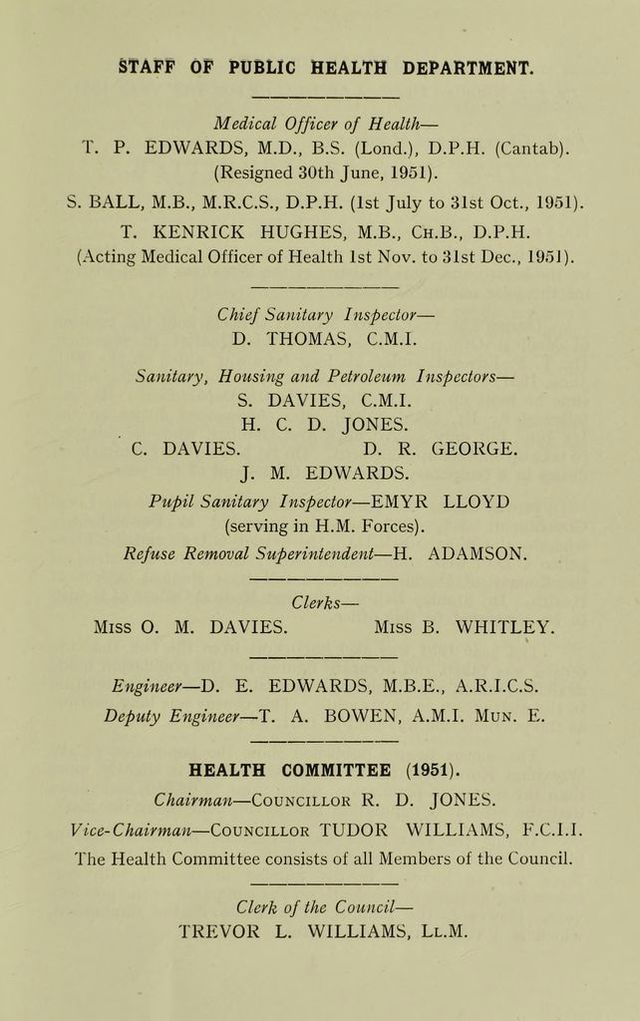 STAFF OF PUBLIC HEALTH DEPARTMENT.
Medical Officer of Health—
T. P. EDWARDS, M.D., B.S. (Lond.), D.P.H. (Cantab).
(Resigned 30th June, 1951).
S. BALL, M.B., M.R.C.S., D.P.H. (1st July to 31st Oct., 1951).
T. KENRICK HUGHES, M.B., CH.B., D.P.H.
(Acting Medical Officer of Health 1st Nov. to 31st Dec., 1951).
Chief Sanitary Inspector—
D. THOMAS, C.M.I.
Sanitary, Housing and Petroleum Inspectors—
S. DAVIES, C.M.I.
H. C. D. JONES.
C. DAVIES. D. R. GEORGE.
J. M. EDWARDS.
Pupil Sanitary Inspector—EMYR LLOYD
(serving in H.M. Forces).
Refuse Removal Superintendent—H. ADAMSON.
Clerks—
MISS O. M. DAVIES. MISS B. WHITLEY.
Engineer—D. E. EDWARDS, M.B.E., A.R.I.C.S.
Deputy Engineer—T. A. BOWEN, A.M.I. MUN. E.
HEALTH COMMITTEE (1951).
Chairman—COUNCILLOR R. D. JONES.
Vice-Chairman—COUNCILLOR TUDOR WILLIAMS, F.C.I.I.
The Health Committee consists of all Members of the Council.
Clerk of the Council—
TREVOR L. WILLIAMS, LL.M.